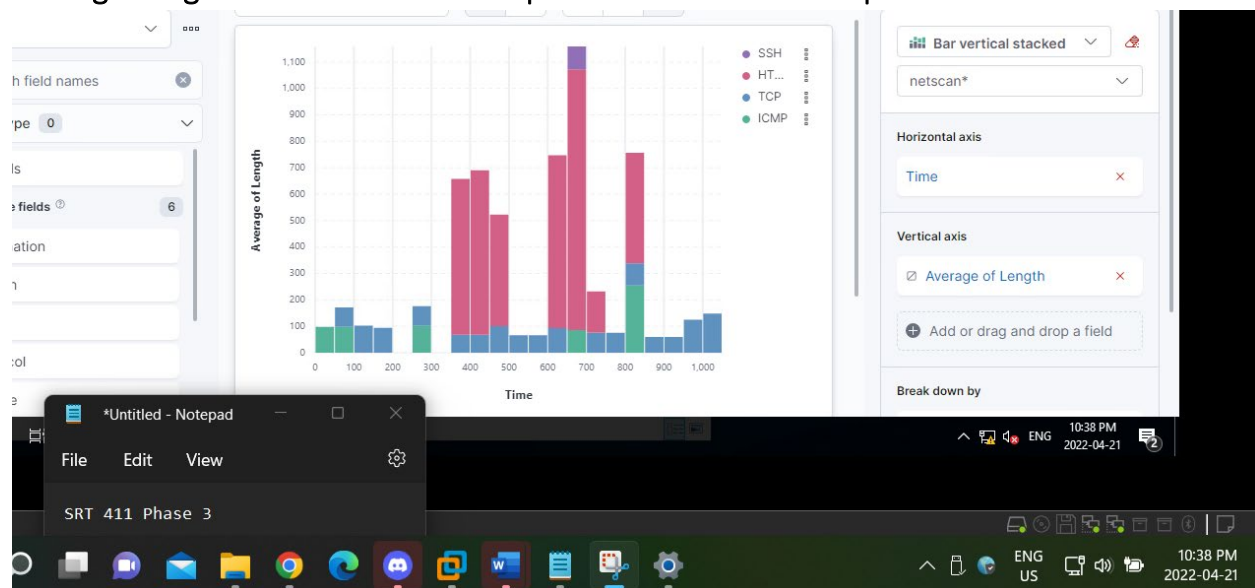 Bar vertical stacked
h field names
netscan*
SSH
HT...
TCP
ICMP
pe 0
Horizontal axis
Time
e fields 6
ation
Vertical axis
Average of Length
Add or drag and drop a field
Break down by
Average of Length
1,100
1,000
900
800
700
600
500
400
300
200
100
0
0 100 200 300 400 500 600 700 800 900 1,000
Time
*Untitled - Notepad
File Edit View
SRT 411 Phase 3
ENG
10:38 PM
2022-04-21
2
ENG
US
10:38 PM
2022-04-21